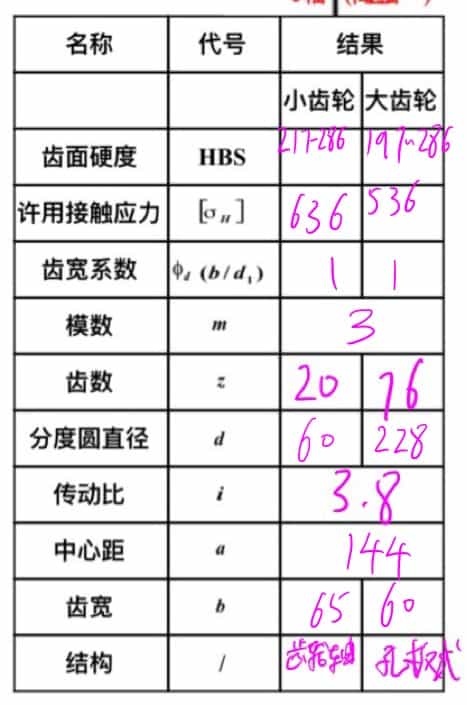 名称 代号 结果
小齿轮 大齿轮
齿面硬度 HBS 217-286 197~286
许用接触应力 [σH] 636 536
齿宽系数 ϕd (b/d1) 1 1
模数 m 3
齿数 z 20 76
分度圆直径 d 60 228
传动比 i 3.8
中心距 a 144
齿宽 b 65 60
结构 / 齿轮轴 孔板式